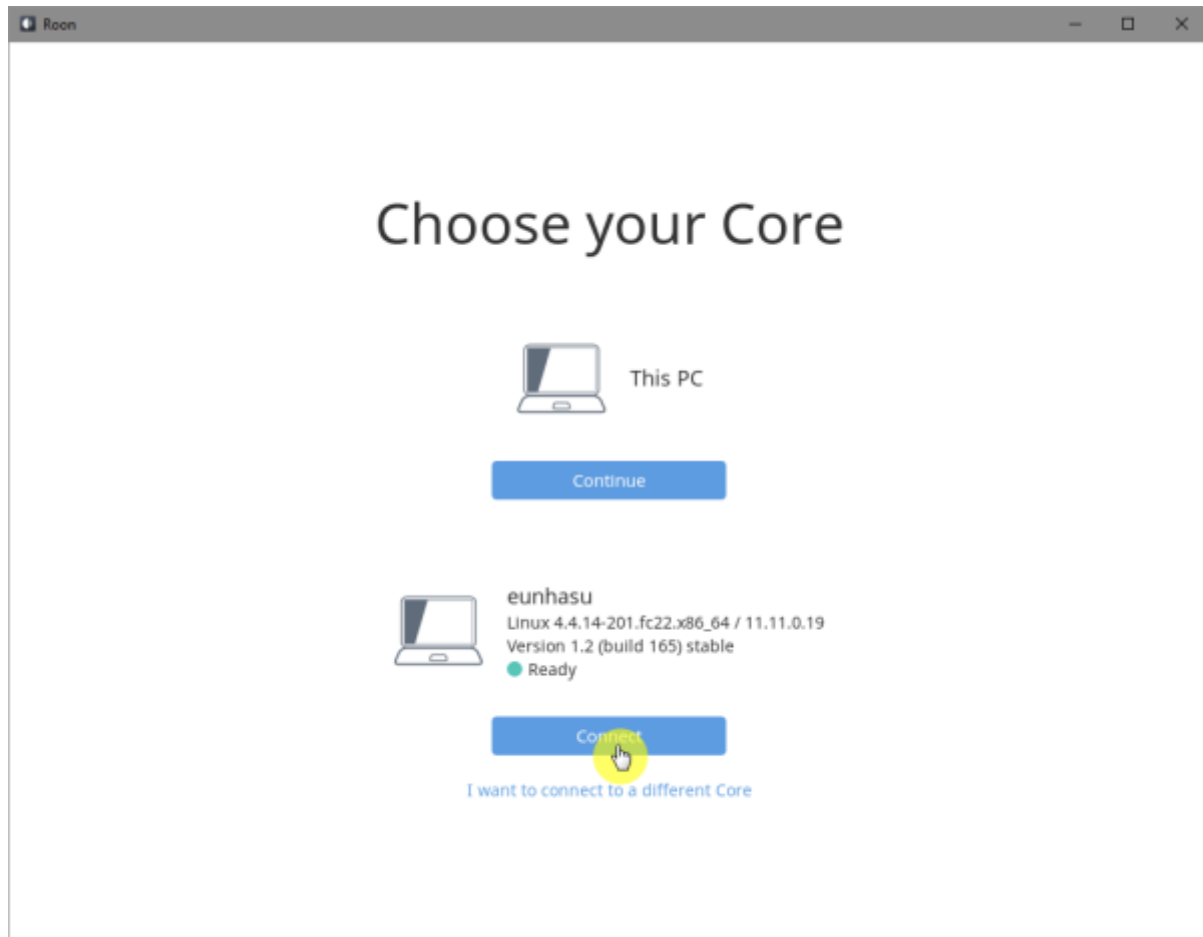 Roon
Choose your Core
This PC
Continue
eunhasu
Linux 4.4.14-201.fc22.x86_64 / 11.11.0.19
Version 1.2 (build 165) stable
Ready
Connect
I want to connect to a different Core